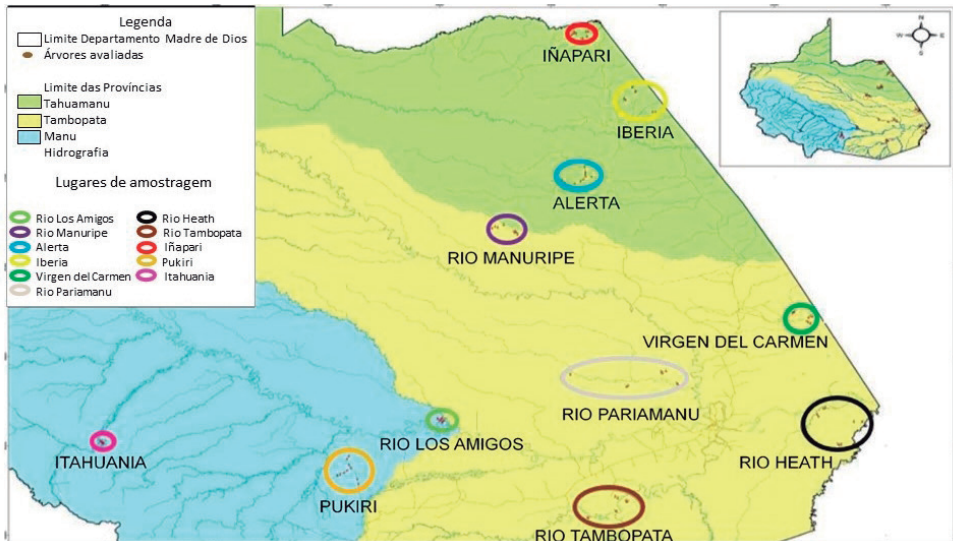 Legenda
Limite Departamento Madre de Dios
Árvores avaliadas
Limite das Províncias
Tahuamanu
Tambopata
Manu
Hidrografia
Lugares de amostragem
Rio Los Amigos
Rio Manuripe
Alerta
Iberia
Virgen del Carmen
Rio Pariamanu
Rio Heath
Rio Tambopata
Iñapari
Pukiri
Itahuania
IÑAPARI
IBERIA
ALERTA
RIO MANURIPE
VIRGEN DEL CARMEN
RIO PARIAMANU
RIO LOS AMIGOS
RIO HEATH
ITAHUANIA
PUKIRI
RIO TAMBOPATA
N
W
E
S